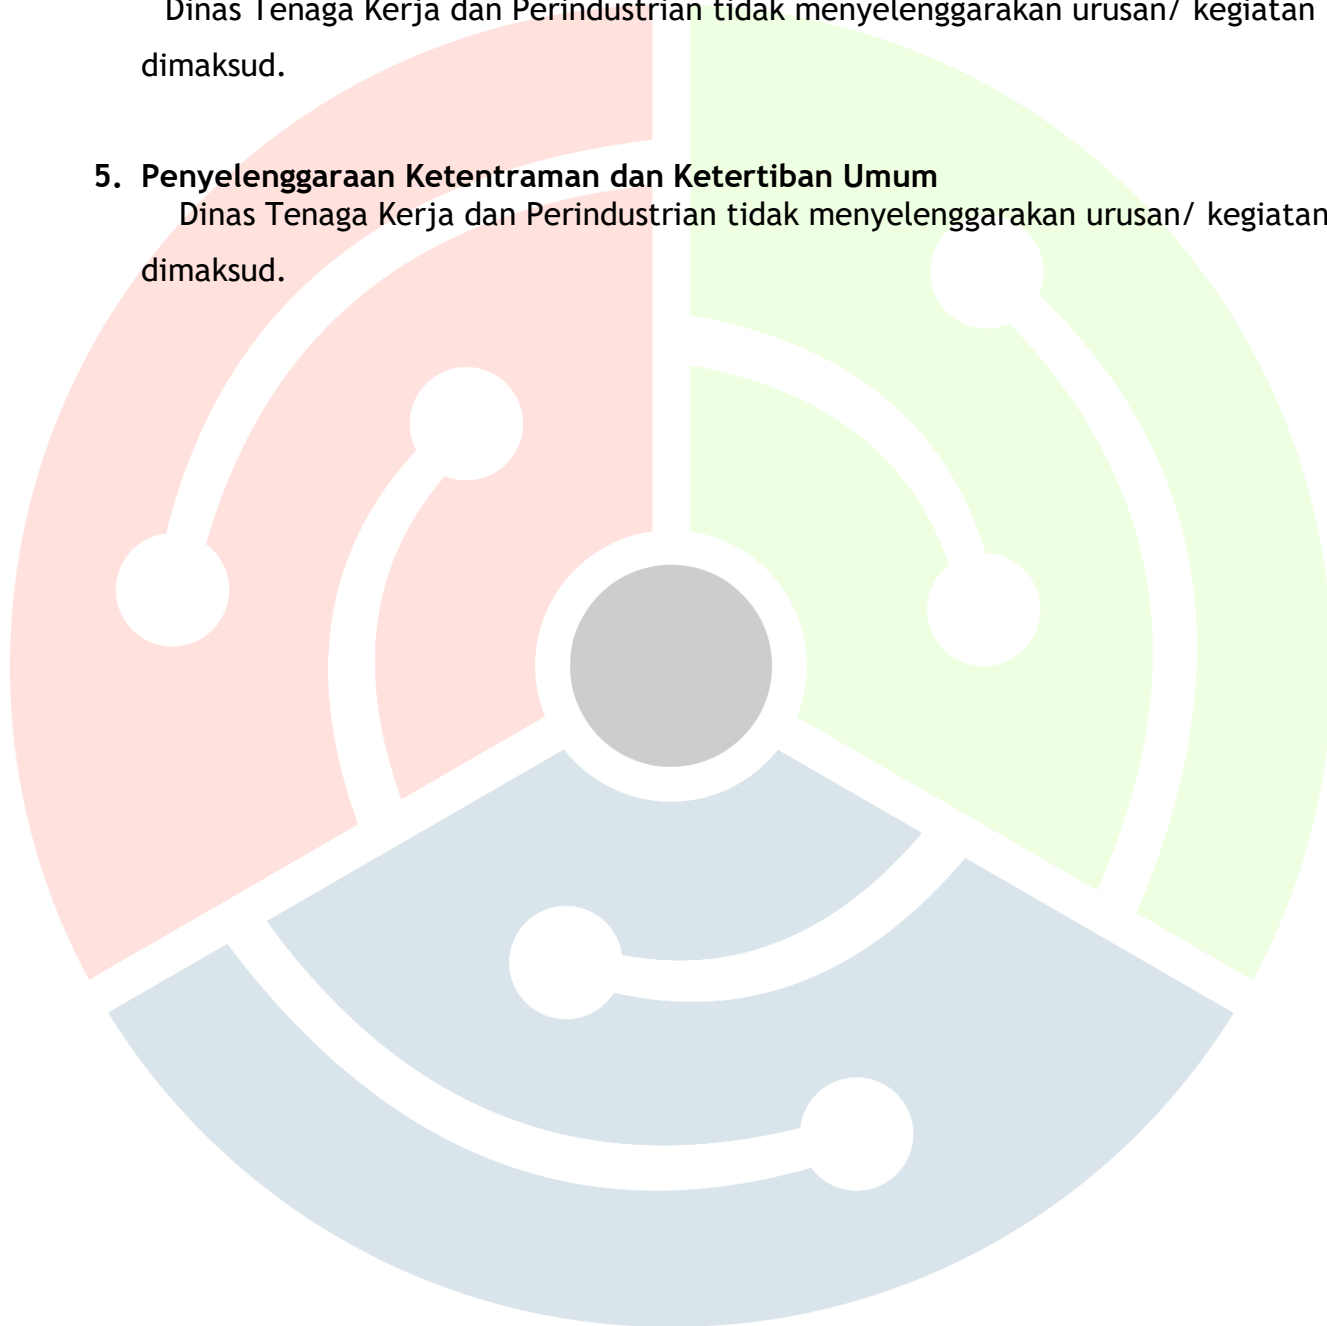 Dinas Tenaga Kerja dan Perindustrian tidak menyelenggarakan urusan/ kegiatan
dimaksud.
5. Penyelenggaraan Ketentraman dan Ketertiban Umum
Dinas Tenaga Kerja dan Perindustrian tidak menyelenggarakan urusan/ kegiatan
dimaksud.